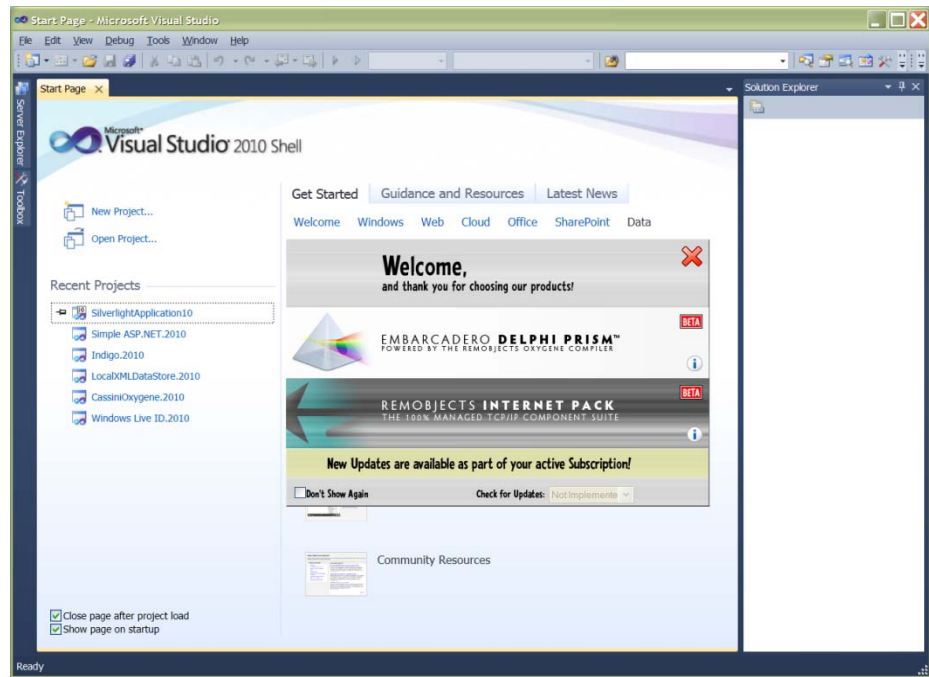 Start Page - Microsoft Visual Studio
File Edit View Debug Tools Window Help
Server Explorer
Toolbox
Start Page
Solution Explorer
Microsoft®
Visual Studio® 2010 Shell
New Project...
Open Project...
Recent Projects
SilverlightApplication10
Simple ASP.NET.2010
Indigo.2010
LocalXMLDataStore.2010
CassiniOxygene.2010
Windows Live ID.2010
Close page after project load
Show page on startup
Get Started Guidance and Resources Latest News
Welcome Windows Web Cloud Office SharePoint Data
Welcome,
and thank you for choosing our products!
BETA
EMBARCADERO DELPHI PRISM™
POWERED BY THE REMOBJECTS OXYGENE COMPILER
BETA
REMOBJECTS INTERNET PACK
THE 100% MANAGED TCP/IP COMPONENT SUITE
New Updates are available as part of your active Subscription!
Don't Show Again Check for Updates: Not Implemente
Community Resources
Ready